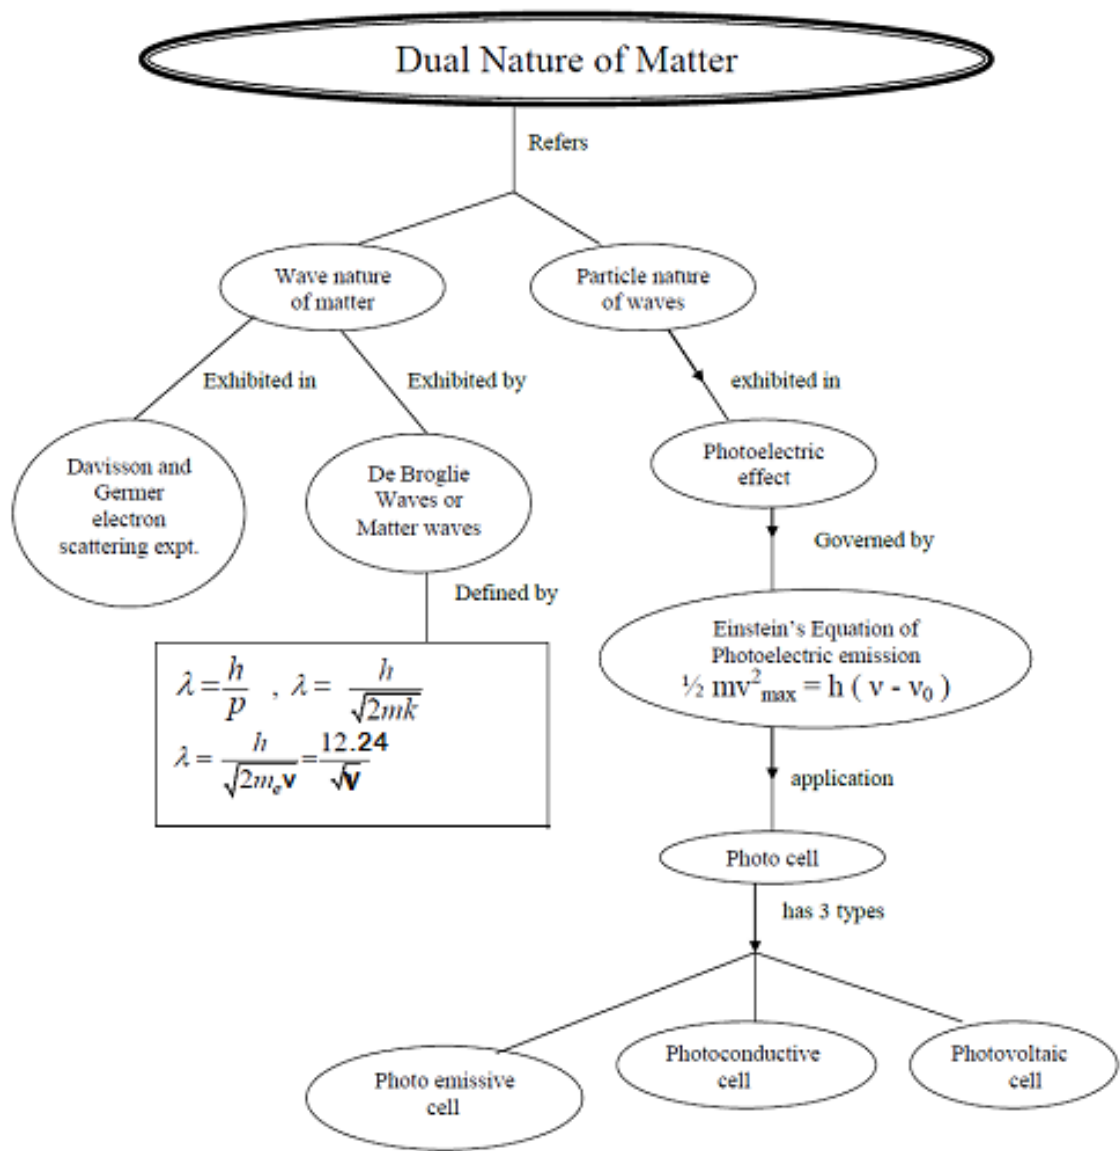 Dual Nature of Matter
Refers
Wave nature
of matter
Particle nature
of waves
Exhibited in
Exhibited by
exhibited in
Davisson and
Germer
electron
scattering expt.
De Broglie
Waves or
Matter waves
Photoelectric
effect
Governed by
Defined by
Einstein's Equation of
Photoelectric emission
½ mv²max = h ( ν - ν₀ )
λ = h/p , λ = h/√2mk
λ = h/√2mₑv = 12.24/√v
application
Photo cell
has 3 types
Photo emissive
cell
Photoconductive
cell
Photovoltaic
cell